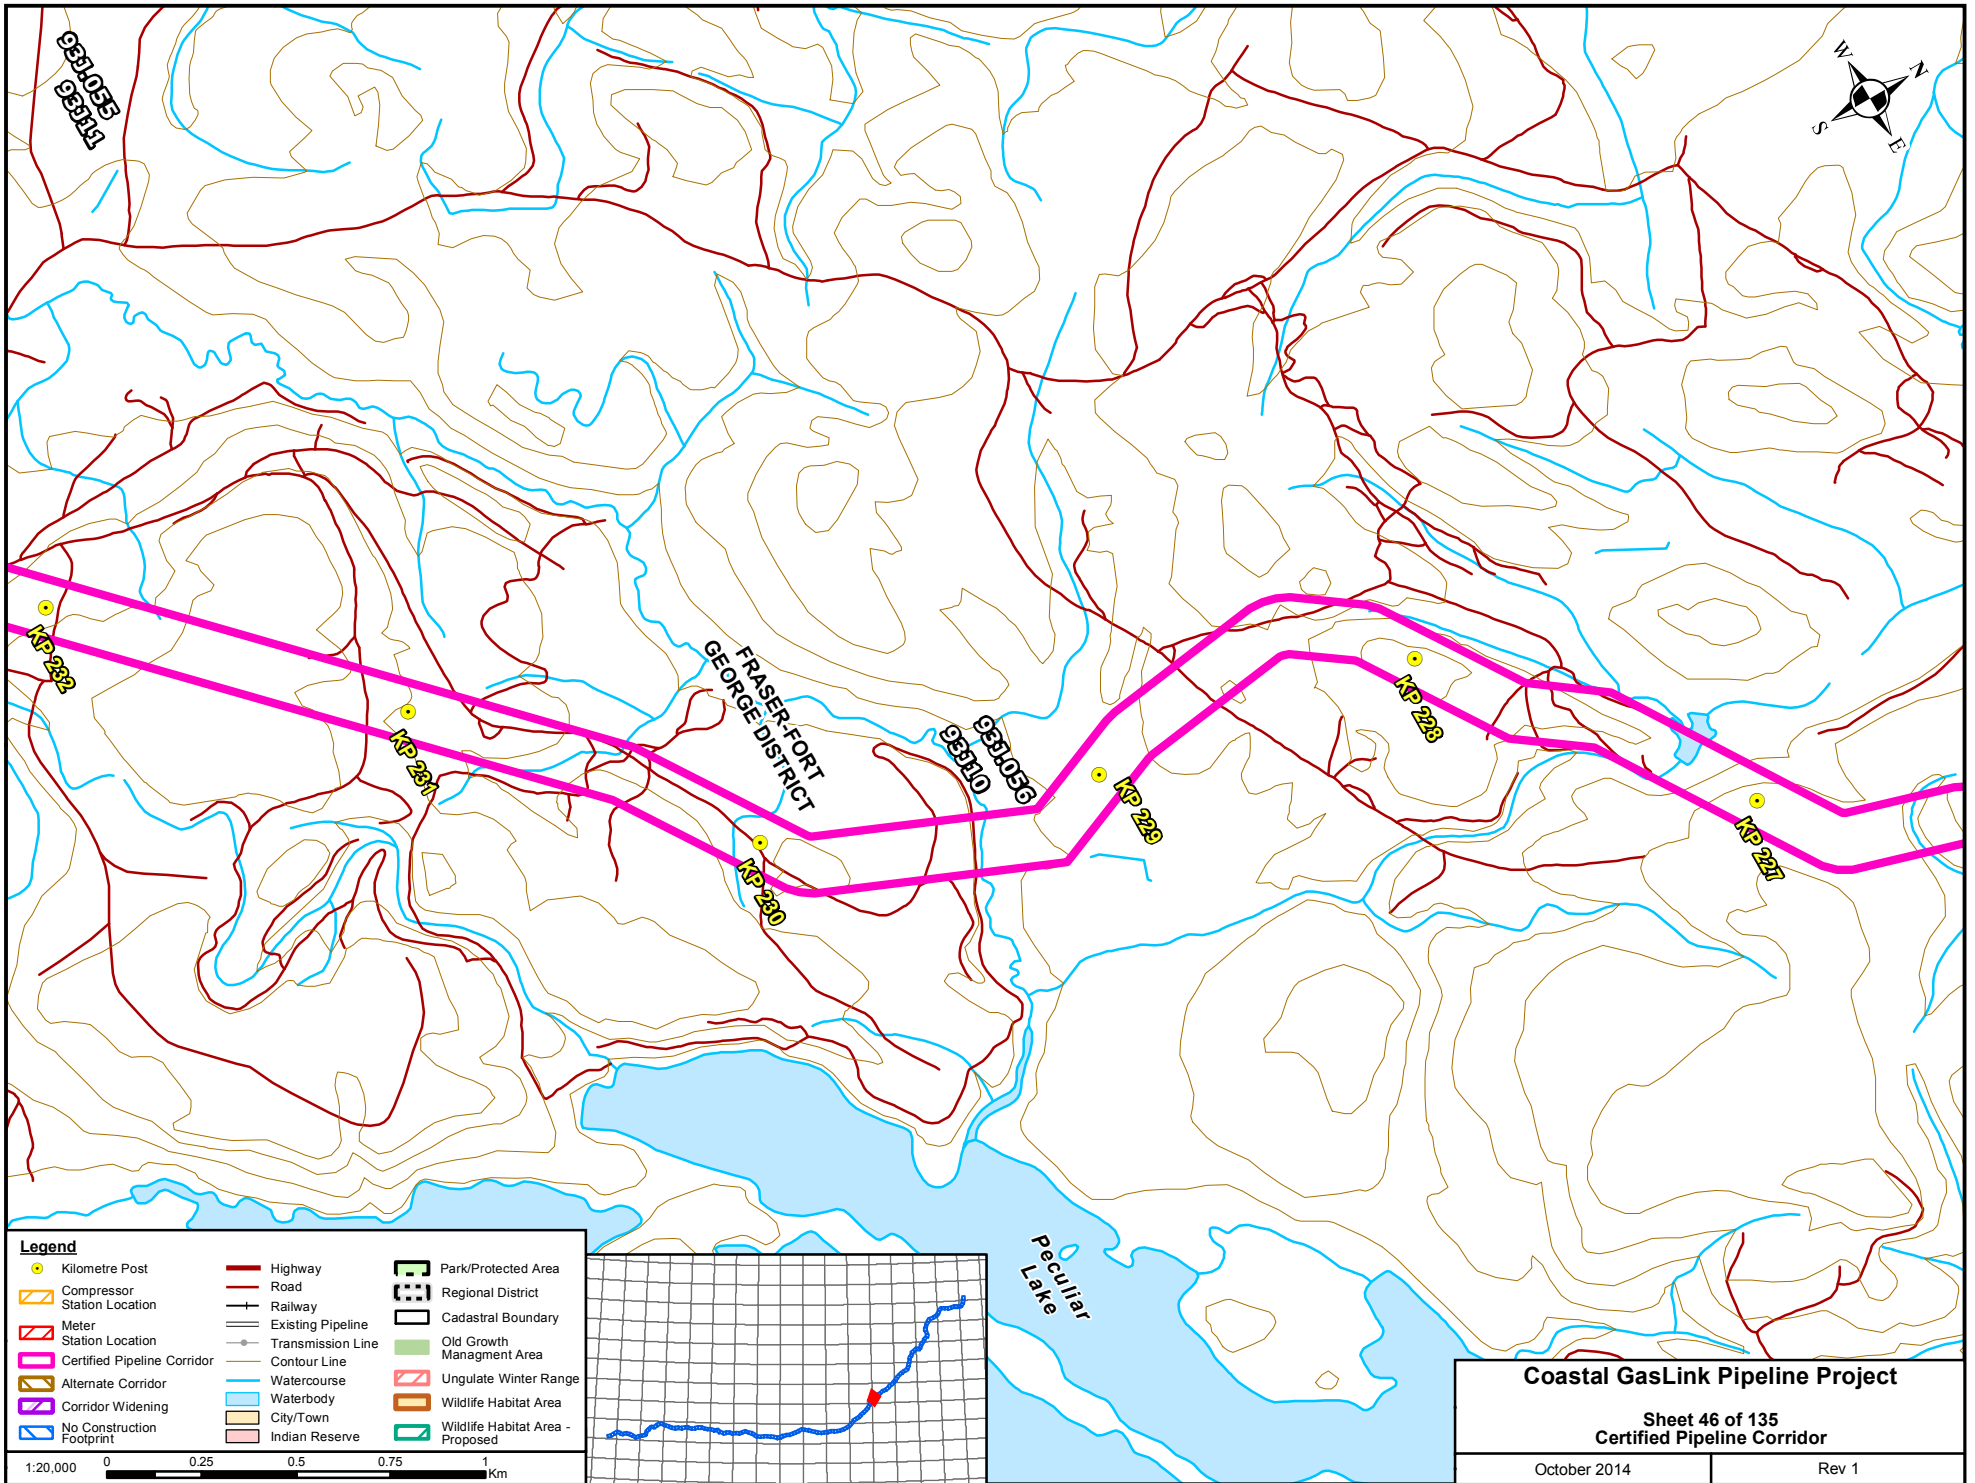 93J.055
93J11
W
N
S
E
KP 232
KP 231
FRASER-FORT
GEORGE DISTRICT
93J.056
93J10
KP 230
KP 229
KP 228
KP 227
Peculiar
Lake
Legend
Kilometre Post
Compressor
Station Location
Meter
Station Location
Certified Pipeline Corridor
Alternate Corridor
Corridor Widening
No Construction
Footprint
Highway
Road
Railway
Existing Pipeline
Transmission Line
Contour Line
Watercourse
Waterbody
City/Town
Indian Reserve
Park/Protected Area
Regional District
Cadastral Boundary
Old Growth
Managment Area
Ungulate Winter Range
Wildlife Habitat Area
Wildlife Habitat Area -
Proposed
1:20,000
0 0.25 0.5 0.75 1
Km
Coastal GasLink Pipeline Project
Sheet 46 of 135
Certified Pipeline Corridor
October 2014
Rev 1